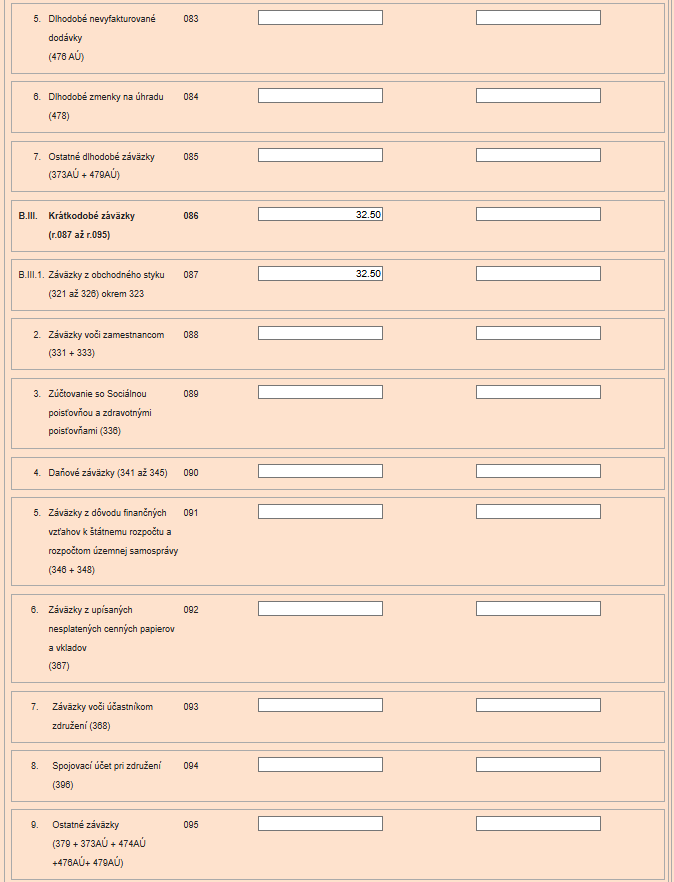 5. Dlhodobé nevyfakturované 083
dodávky
(476 AÚ)
6. Dlhodobé zmenky na úhradu 084
(478)
7. Ostatné dlhodobé záväzky 085
(373AÚ + 479AÚ)
B.III. Krátkodobé záväzky 086 32.50
(r.087 až r.095)
B.III.1. Záväzky z obchodného styku 087 32.50
(321 až 326) okrem 323
2. Záväzky voči zamestnancom 088
(331 + 333)
3. Zúčtovanie so Sociálnou 089
poisťovňou a zdravotnými
poisťovňami (336)
4. Daňové záväzky (341 až 345) 090
5. Záväzky z dôvodu finančných 091
vzťahov k štátnemu rozpočtu a
rozpočtom územnej samosprávy
(346 + 348)
6. Záväzky z upísaných 092
nesplatených cenných papierov
a vkladov
(367)
7. Záväzky voči účastníkom 093
združení (368)
8. Spojovací účet pri združení 094
(396)
9. Ostatné záväzky 095
(379 + 373AÚ + 474AÚ
+476AÚ+ 479AÚ)